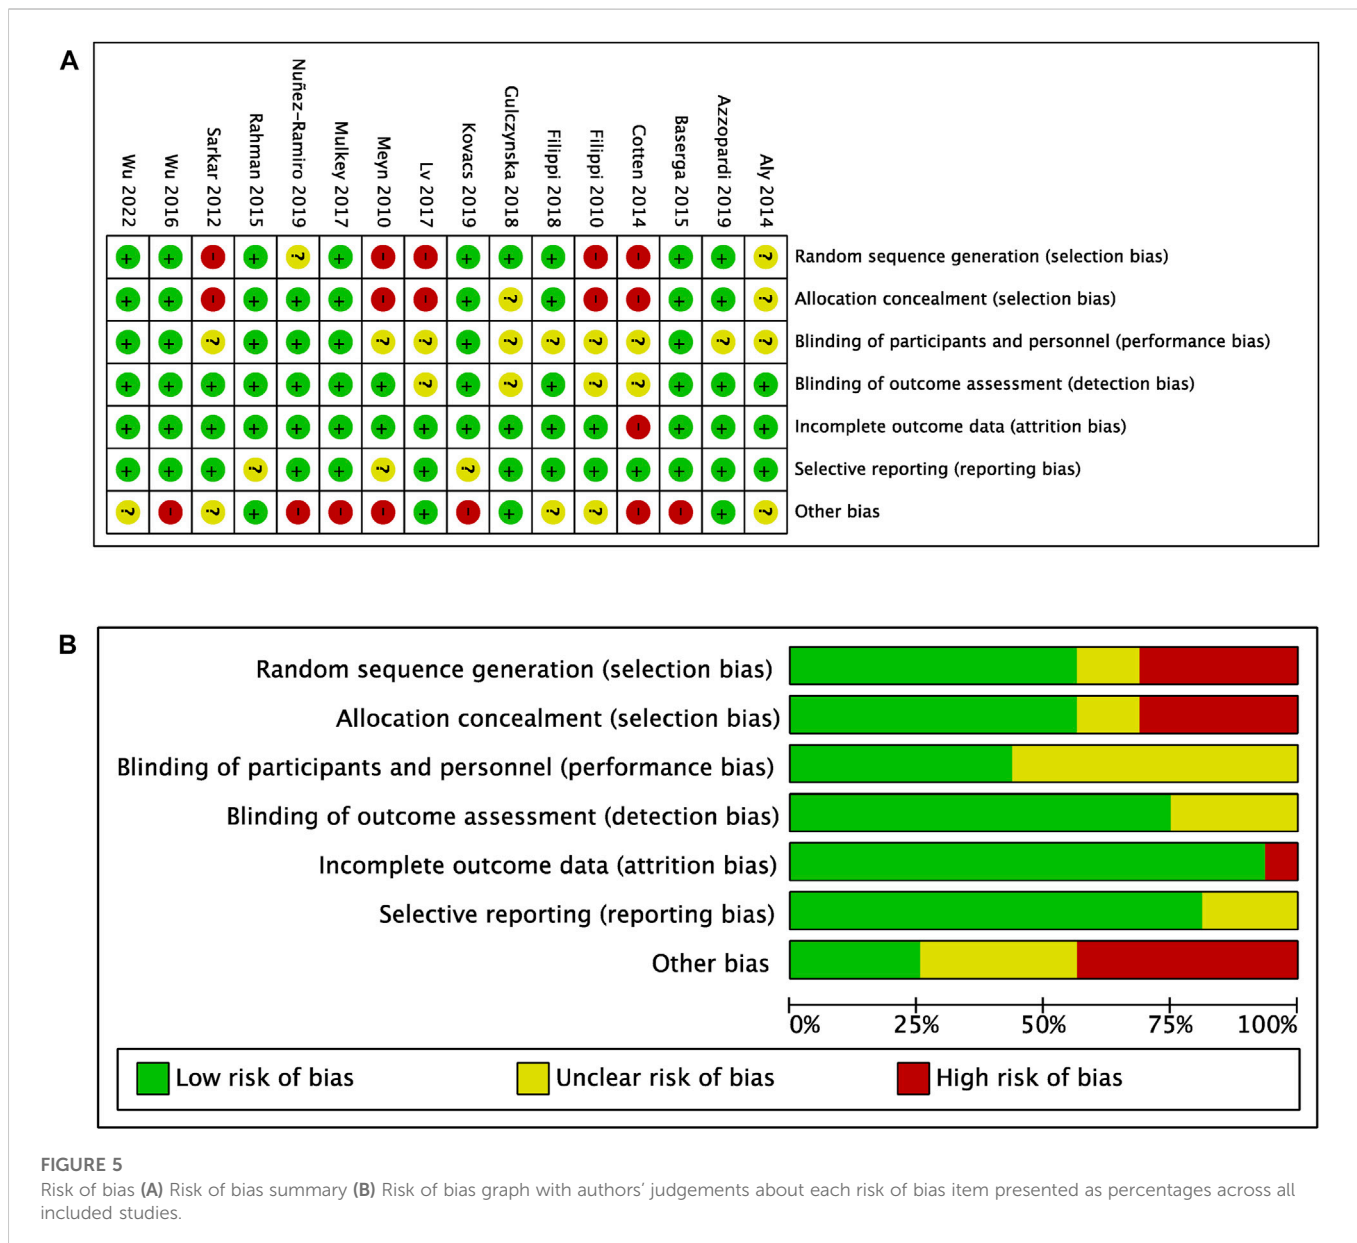 A
Wu 2022
Wu 2016
Sarkar 2012
Rahman 2015
Nuñez-Ramiro 2019
Mulkey 2017
Meyn 2010
Lv 2017
Kovacs 2019
Gulczynska 2018
Filippi 2018
Filippi 2010
Cotten 2014
Baserga 2015
Azzopardi 2019
Aly 2014
+ + - + ? + - - + + + - - + + ? Random sequence generation (selection bias)
+ + - + + + - - + ? + - - + + ? Allocation concealment (selection bias)
+ + ? + + + ? ? + ? ? ? ? + ? ? Blinding of participants and personnel (performance bias)
+ + + + + + + ? + ? + ? ? + + + Blinding of outcome assessment (detection bias)
+ + + + + + + + + + + + - + + + Incomplete outcome data (attrition bias)
+ + + ? + + ? + ? + + + + + + + Selective reporting (reporting bias)
? - ? + - - - + - + ? ? - - + ? Other bias
B
Random sequence generation (selection bias)
Allocation concealment (selection bias)
Blinding of participants and personnel (performance bias)
Blinding of outcome assessment (detection bias)
Incomplete outcome data (attrition bias)
Selective reporting (reporting bias)
Other bias
0% 25% 50% 75% 100%
Low risk of bias Unclear risk of bias High risk of bias
FIGURE 5
Risk of bias (A) Risk of bias summary (B) Risk of bias graph with authors’ judgements about each risk of bias item presented as percentages across all
included studies.